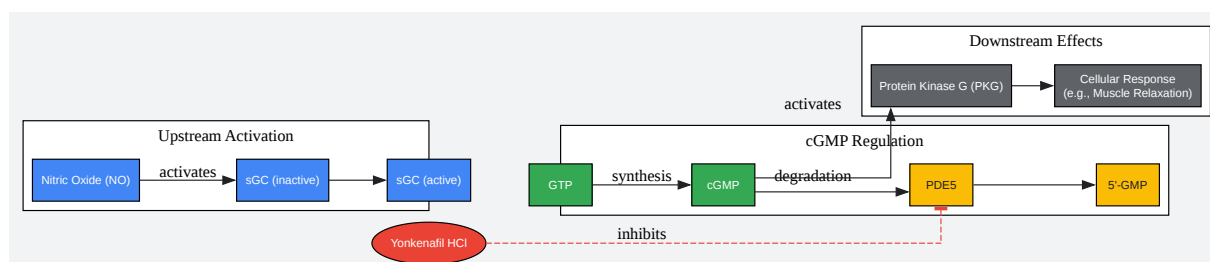 Downstream Effects
Protein Kinase G (PKG)
Cellular Response
(e.g., Muscle Relaxation)
activates
Upstream Activation
cGMP Regulation
Nitric Oxide (NO)
activates
sGC (inactive)
sGC (active)
GTP
synthesis
cGMP
degradation
PDE5
5'-GMP
Yonkenafil HCl
inhibits